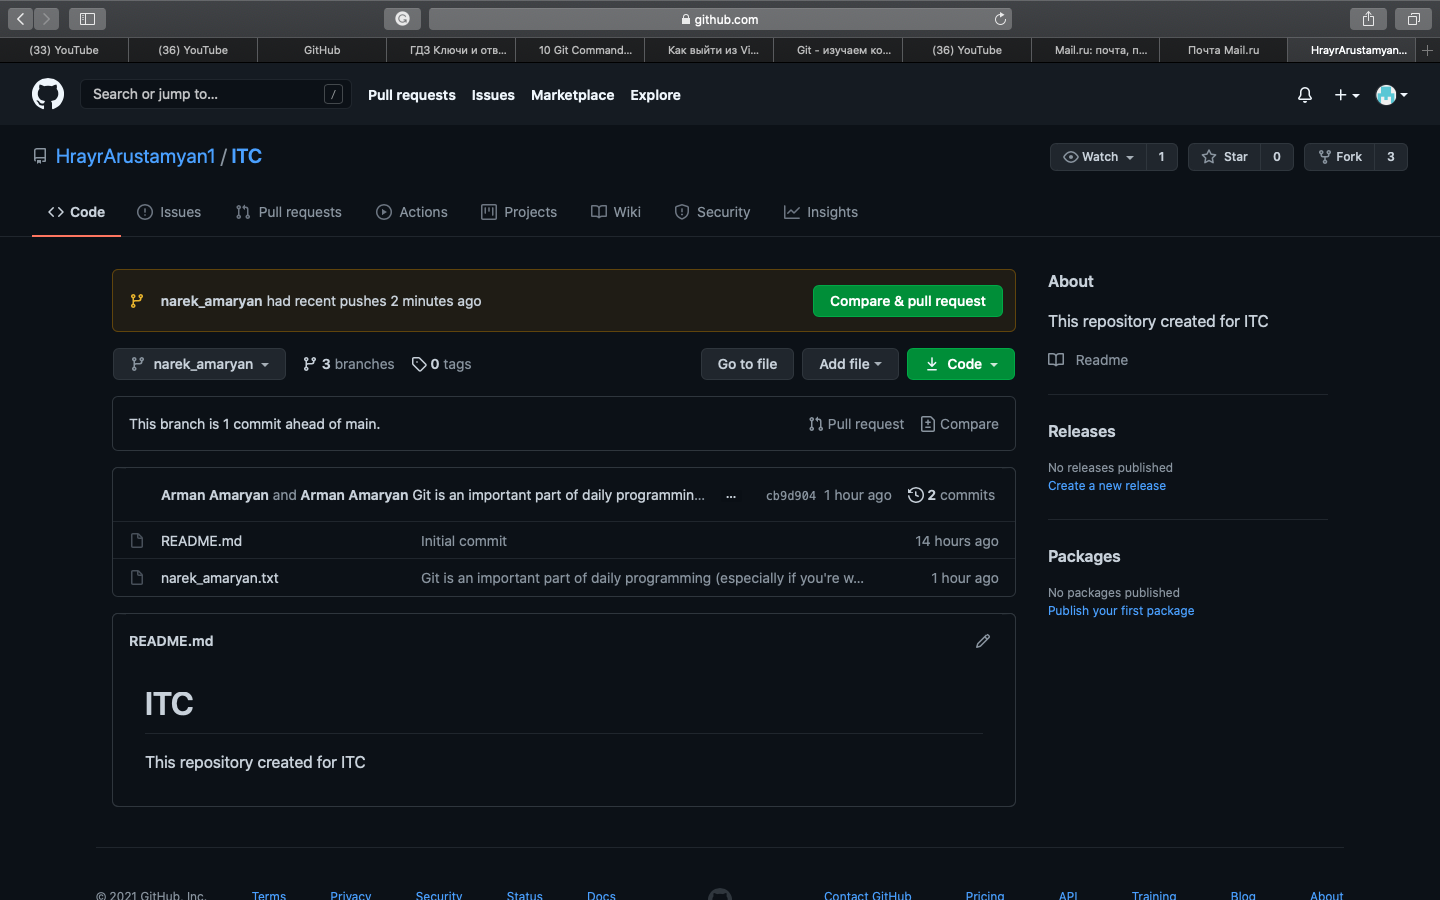 github.com
(33) YouTube
(36) YouTube
GitHub
ГДЗ Ключи и отв...
10 Git Command...
Как выйти из Vi...
Git - изучаем ко...
(36) YouTube
Mail.ru: почта, п...
Почта Mail.ru
HrayrArustamyan...
Search or jump to... /
Pull requests
Issues
Marketplace
Explore
HrayrArustamyan1 / ITC
Watch 1
Star 0
Fork 3
Code
Issues
Pull requests
Actions
Projects
Wiki
Security
Insights
narek_amaryan had recent pushes 2 minutes ago
Compare & pull request
narek_amaryan
3 branches
0 tags
Go to file
Add file
Code
This branch is 1 commit ahead of main.
Pull request
Compare
Arman Amaryan and Arman Amaryan Git is an important part of daily programmin... ... cb9d904 1 hour ago 2 commits
README.md Initial commit 14 hours ago
narek_amaryan.txt Git is an important part of daily programming (especially if you're w... 1 hour ago
README.md
ITC
This repository created for ITC
About
This repository created for ITC
Readme
Releases
No releases published
Create a new release
Packages
No packages published
Publish your first package
© 2021 GitHub, Inc.
Terms
Privacy
Security
Status
Docs
Contact GitHub
Pricing
API
Training
Blog
About